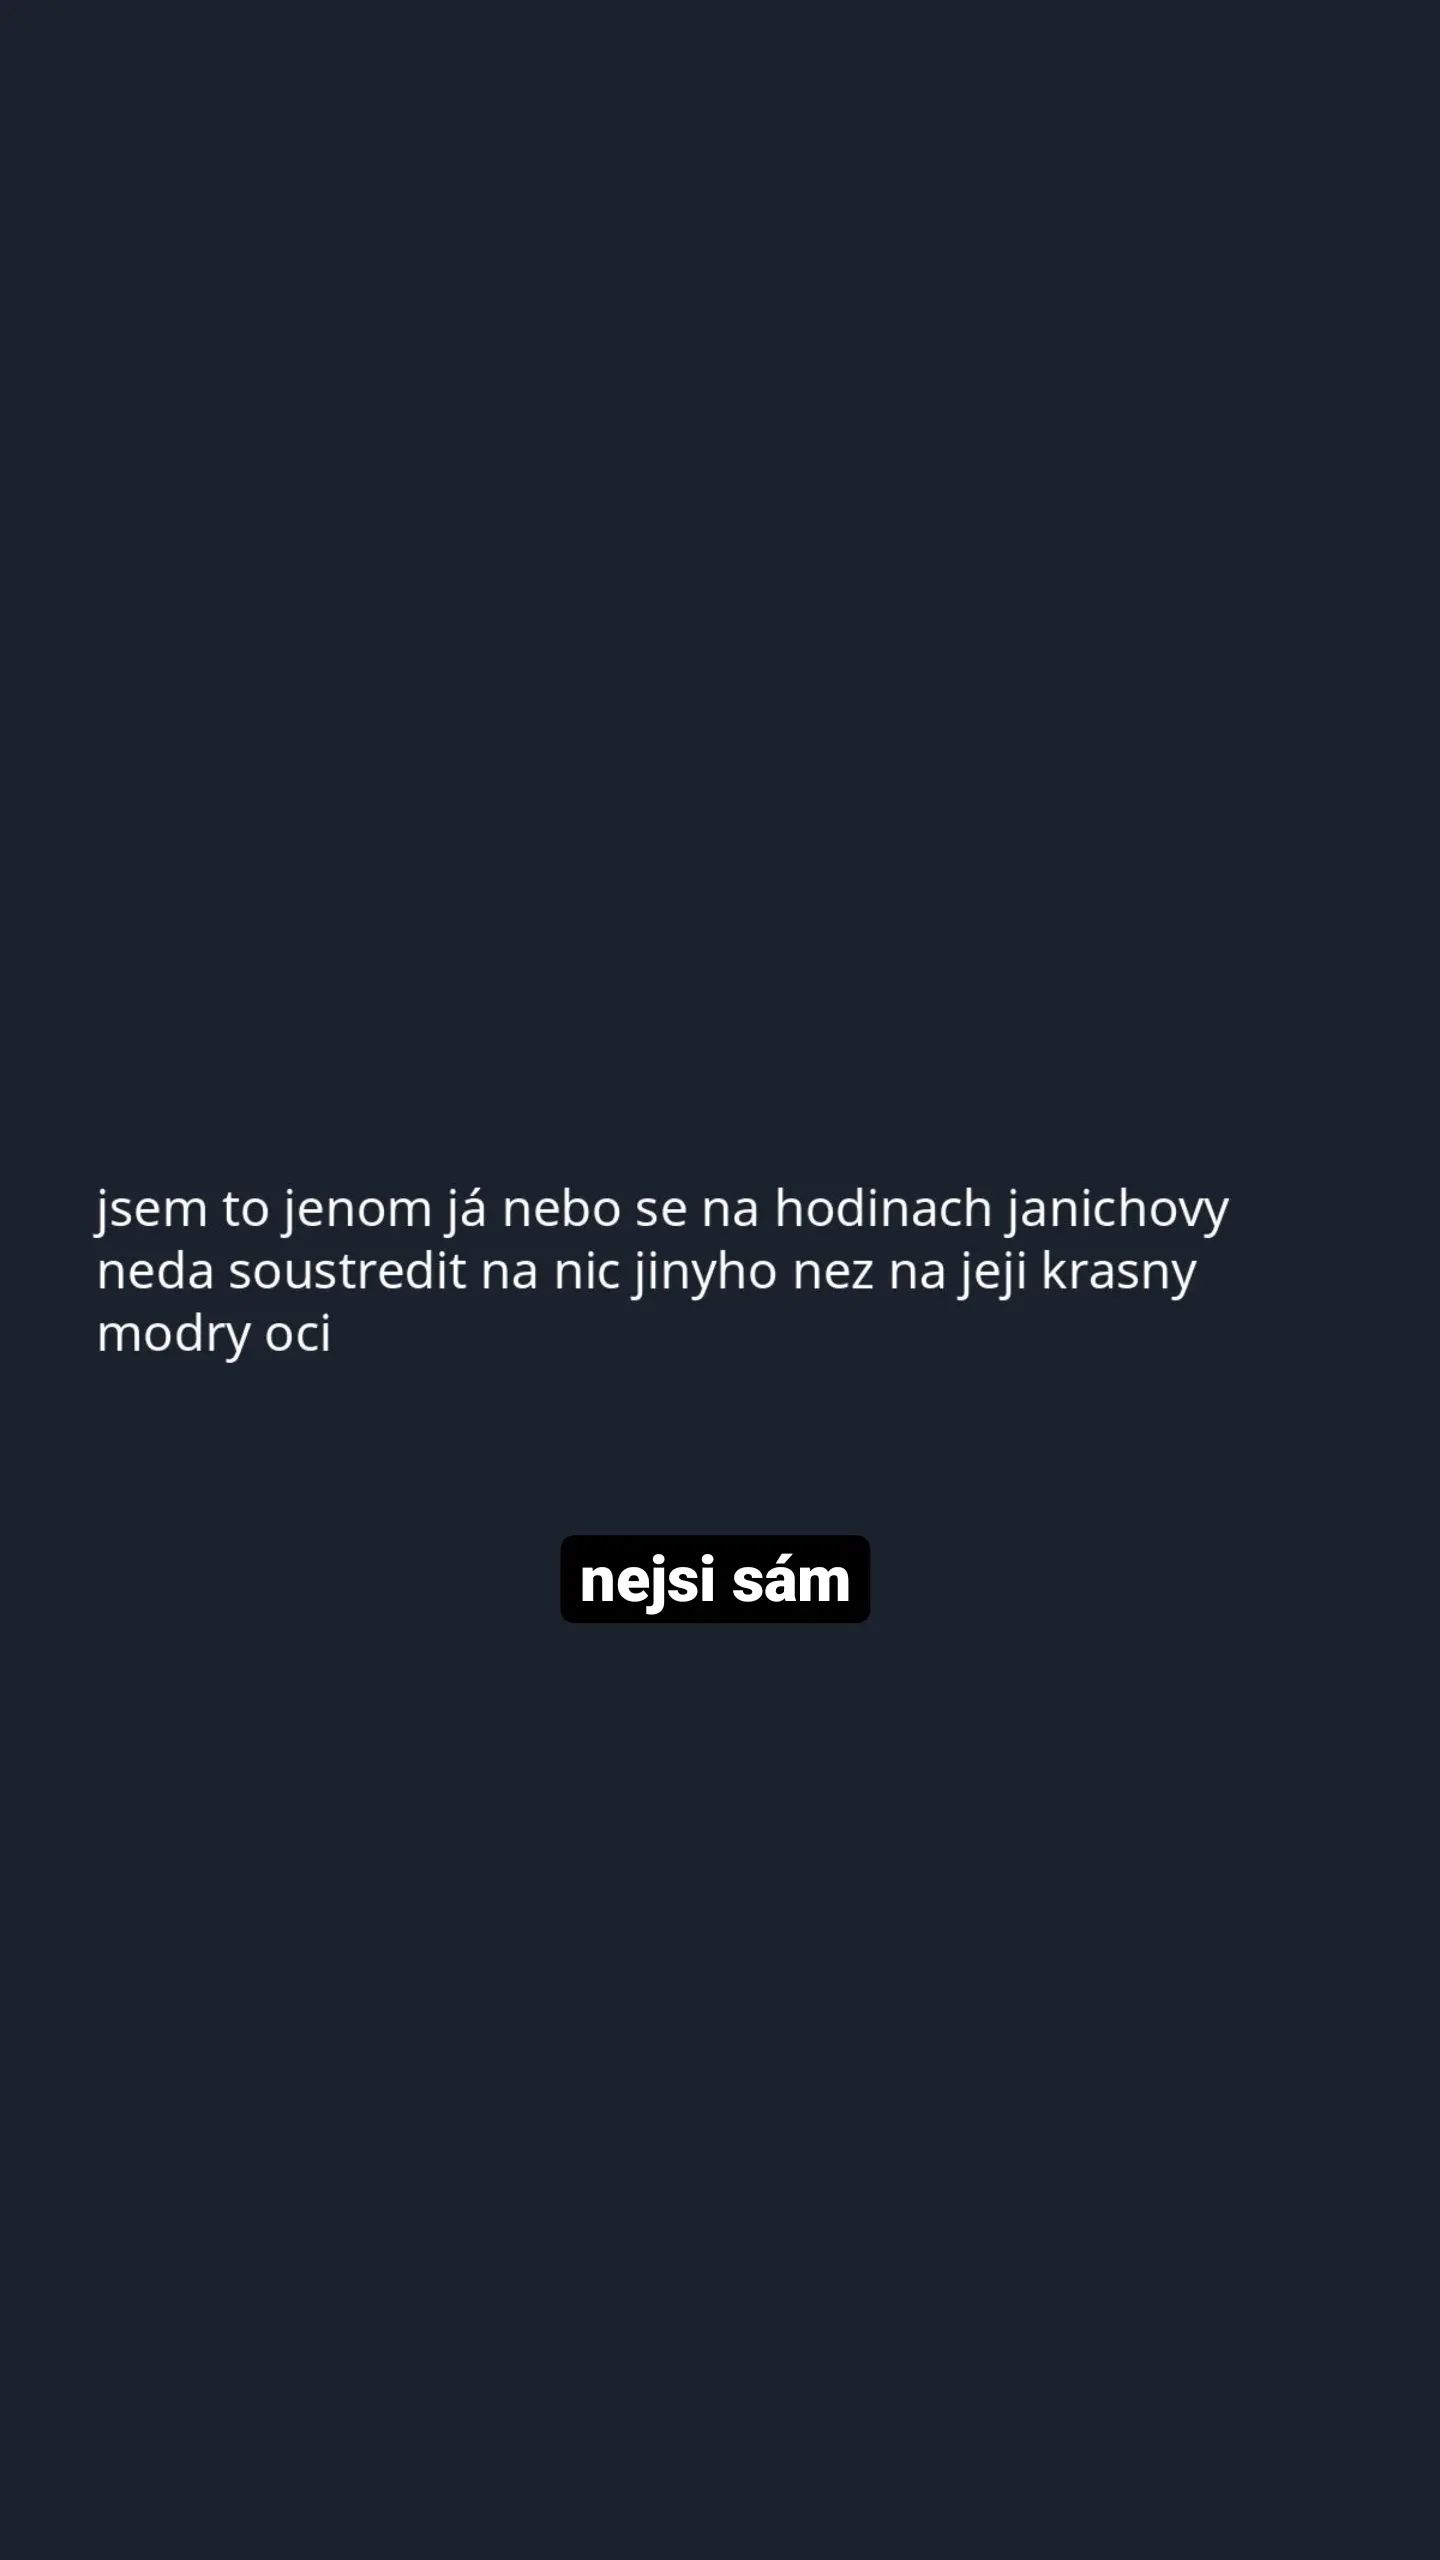 jsem to jenom já nebo se na hodinach janichovy
neda soustredit na nic jinyho nez na jeji krasny
modry oci
nejsi sám